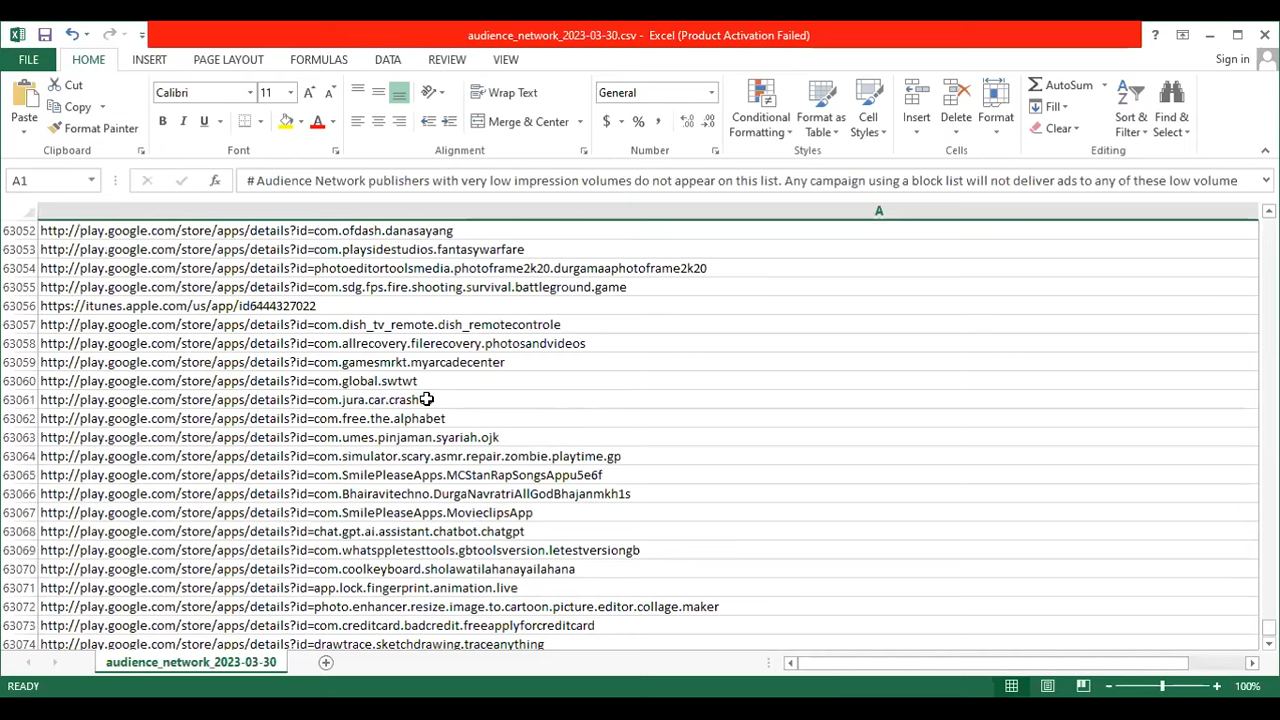 audience_network_2023-03-30.csv - Excel (Product Activation Failed)
FILE HOME INSERT PAGE LAYOUT FORMULAS DATA REVIEW VIEW Sign in
Paste
Cut
Copy
Format Painter
Clipboard
Calibri 11
B I U
Font
Wrap Text
Merge & Center
Alignment
General
$ % ,
Number
Conditional Formatting
Format as Table
Cell Styles
Styles
Insert
Delete
Format
Cells
AutoSum
Fill
Clear
Sort & Filter
Find & Select
Editing
A1 fx # Audience Network publishers with very low impression volumes do not appear on this list. Any campaign using a block list will not deliver ads to any of these low volume
A
63052 http://play.google.com/store/apps/details?id=com.ofdash.danasayang
63053 http://play.google.com/store/apps/details?id=com.playsidestudios.fantasywarfare
63054 http://play.google.com/store/apps/details?id=photoeditortoolsmedia.photoframe2k20.durgamaaphotoframe2k20
63055 http://play.google.com/store/apps/details?id=com.sdg.fps.fire.shooting.survival.battleground.game
63056 https://itunes.apple.com/us/app/id6444327022
63057 http://play.google.com/store/apps/details?id=com.dish_tv_remote.dish_remotecontrole
63058 http://play.google.com/store/apps/details?id=com.allrecovery.filerecovery.photosandvideos
63059 http://play.google.com/store/apps/details?id=com.gamesmrkt.myarcadecenter
63060 http://play.google.com/store/apps/details?id=com.global.swtwt
63061 http://play.google.com/store/apps/details?id=com.jura.car.crash
63062 http://play.google.com/store/apps/details?id=com.free.the.alphabet
63063 http://play.google.com/store/apps/details?id=com.umes.pinjaman.syariah.ojk
63064 http://play.google.com/store/apps/details?id=com.simulator.scary.asmr.repair.zombie.playtime.gp
63065 http://play.google.com/store/apps/details?id=com.SmilePleaseApps.MCStanRapSongsAppu5e6f
63066 http://play.google.com/store/apps/details?id=com.Bhairavitechno.DurgaNavratriAllGodBhajanmkh1s
63067 http://play.google.com/store/apps/details?id=com.SmilePleaseApps.MovieclipsApp
63068 http://play.google.com/store/apps/details?id=chat.gpt.ai.assistant.chatbot.chatgpt
63069 http://play.google.com/store/apps/details?id=com.whatsppletesttools.gbtoolsversion.letestversiongb
63070 http://play.google.com/store/apps/details?id=com.coolkeyboard.sholawatilahanayailahana
63071 http://play.google.com/store/apps/details?id=app.lock.fingerprint.animation.live
63072 http://play.google.com/store/apps/details?id=photo.enhancer.resize.image.to.cartoon.picture.editor.collage.maker
63073 http://play.google.com/store/apps/details?id=com.creditcard.badcredit.freeapplyforcreditcard
63074 http://play.google.com/store/apps/details?id=drawtrace.sketchdrawing.traceanything
audience_network_2023-03-30
READY 100%